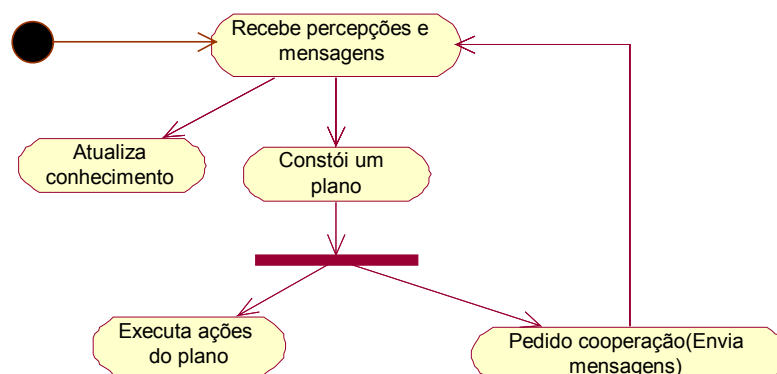 Recebe percepções e
mensagens
Atualiza
conhecimento
Constói um
plano
Executa ações
do plano
Pedido cooperação(Envia
mensagens)